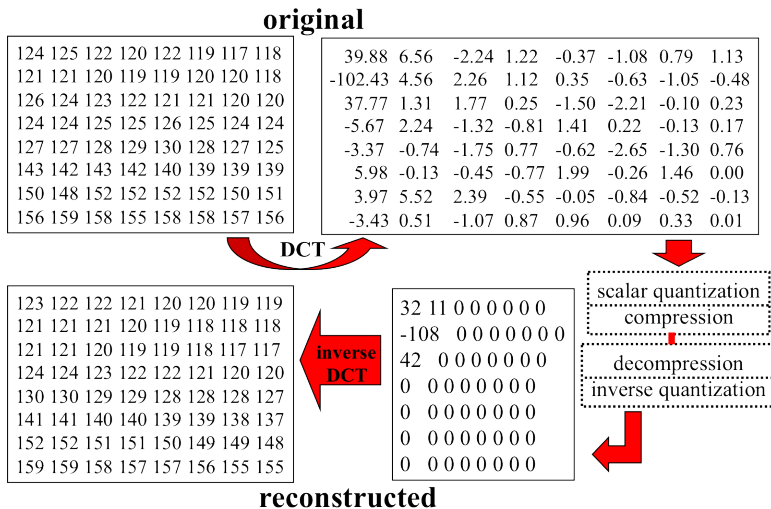 original
124 125 122 120 122 119 117 118
121 121 120 119 119 120 120 118
126 124 123 122 121 121 120 120
124 124 125 125 126 125 124 124
127 127 128 129 130 128 127 125
143 142 143 142 140 139 139 139
150 148 152 152 152 152 150 151
156 159 158 155 158 158 157 156
39.88 6.56 -2.24 1.22 -0.37 -1.08 0.79 1.13
-102.43 4.56 2.26 1.12 0.35 -0.63 -1.05 -0.48
37.77 1.31 1.77 0.25 -1.50 -2.21 -0.10 0.23
-5.67 2.24 -1.32 -0.81 1.41 0.22 -0.13 0.17
-3.37 -0.74 -1.75 0.77 -0.62 -2.65 -1.30 0.76
5.98 -0.13 -0.45 -0.77 1.99 -0.26 1.46 0.00
3.97 5.52 2.39 -0.55 -0.05 -0.84 -0.52 -0.13
-3.43 0.51 -1.07 0.87 0.96 0.09 0.33 0.01
DCT
scalar quantization
compression
decompression
inverse quantization
32 11 0 0 0 0 0 0
-108 0 0 0 0 0 0 0
42 0 0 0 0 0 0 0
0 0 0 0 0 0 0 0
0 0 0 0 0 0 0 0
0 0 0 0 0 0 0 0
0 0 0 0 0 0 0 0
inverse
DCT
123 122 122 121 120 120 119 119
121 121 121 120 119 118 118 118
121 121 120 119 119 118 117 117
124 124 123 122 122 121 120 120
130 130 129 129 128 128 128 127
141 141 140 140 139 139 138 137
152 152 151 151 150 149 149 148
159 159 158 157 157 156 155 155
reconstructed